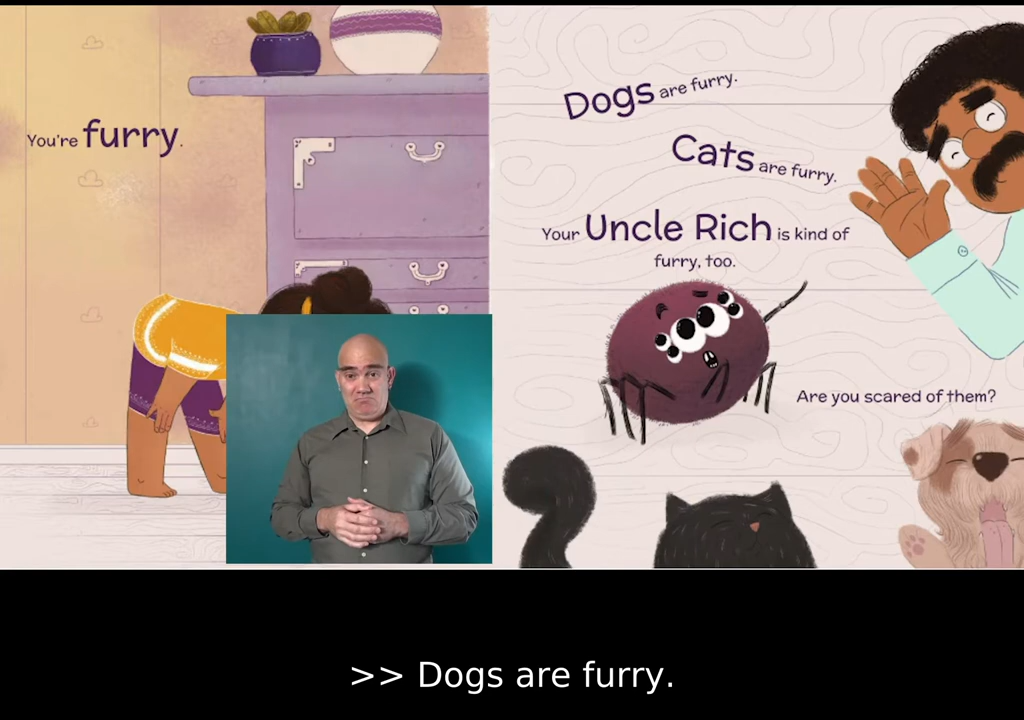 You're furry.
Dogs are furry.
Cats are furry.
Your Uncle Rich is kind of
furry, too.
Are you scared of them?
>> Dogs are furry.